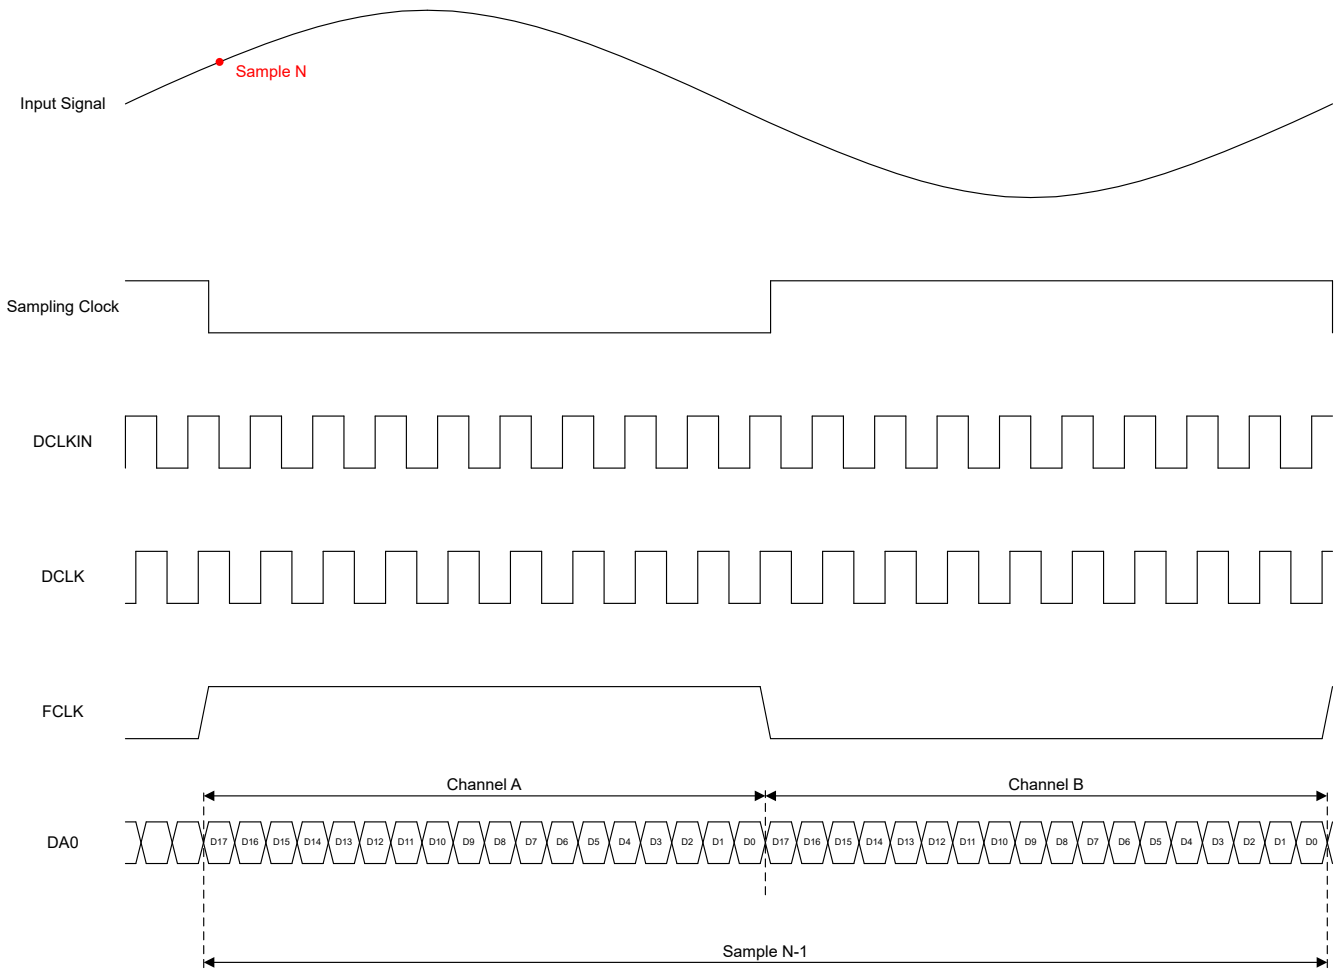 Sample N
Input Signal
Sampling Clock
DCLKIN
DCLK
FCLK
Channel A Channel B
DA0 D17 D16 D15 D14 D13 D12 D11 D10 D9 D8 D7 D6 D5 D4 D3 D2 D1 D0 D17 D16 D15 D14 D13 D12 D11 D10 D9 D8 D7 D6 D5 D4 D3 D2 D1 D0
Sample N-1